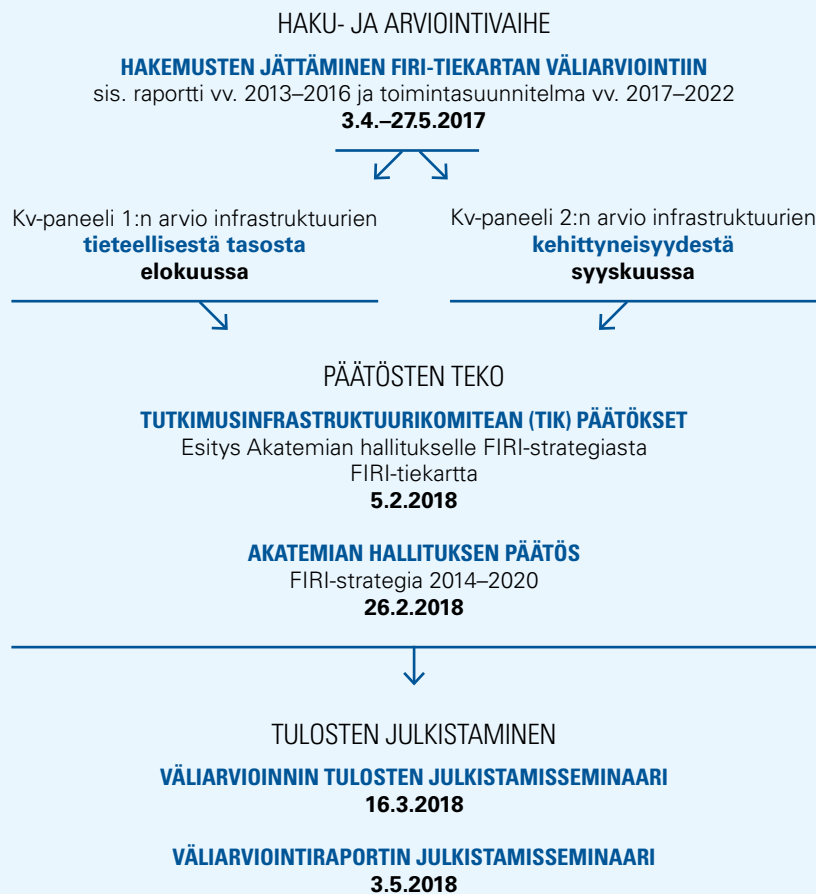 HAKU- JA ARVIOINTIVAIHE
HAKEMUSTEN JÄTTÄMINEN FIRI-TIEKARTAN VÄLIARVIOINTIIN
sis. raportti vv. 2013–2016 ja toimintasuunnitelma vv. 2017–2022
3.4.–27.5.2017
Kv-paneeli 1:n arvio infrastruktuurien
tieteellisestä tasosta
elokuussa
Kv-paneeli 2:n arvio infrastruktuurien
kehittyneisyydestä
syyskuussa
PÄÄTÖSTEN TEKO
TUTKIMUSINFRASTRUKTUURIKOMITEAN (TIK) PÄÄTÖKSET
Esitys Akatemian hallitukselle FIRI-strategiasta
FIRI-tiekartta
5.2.2018
AKATEMIAN HALLITUKSEN PÄÄTÖS
FIRI-strategia 2014–2020
26.2.2018
TULOSTEN JULKISTAMINEN
VÄLIARVIOINNIN TULOSTEN JULKISTAMISSEMINAARI
16.3.2018
VÄLIARVIOINTIRAPORTIN JULKISTAMISSEMINAARI
3.5.2018